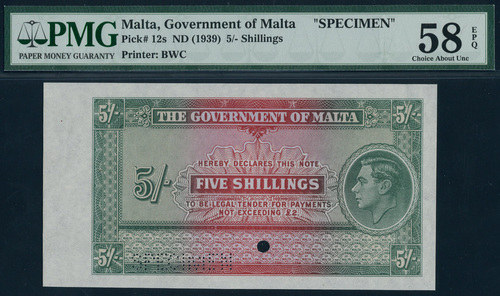 PMG
PAPER MONEY GUARANTY
Malta, Government of Malta "SPECIMEN"
Pick# 12s ND (1939) 5/- Shillings
Printer: BWC
58 EPQ
Choice About Unc
5/- 5/-
THE GOVERNMENT OF MALTA
HEREBY DECLARES THIS NOTE
5/- FIVE SHILLINGS
TO BE LEGAL TENDER FOR PAYMENTS
NOT EXCEEDING £2
5/- 5/-